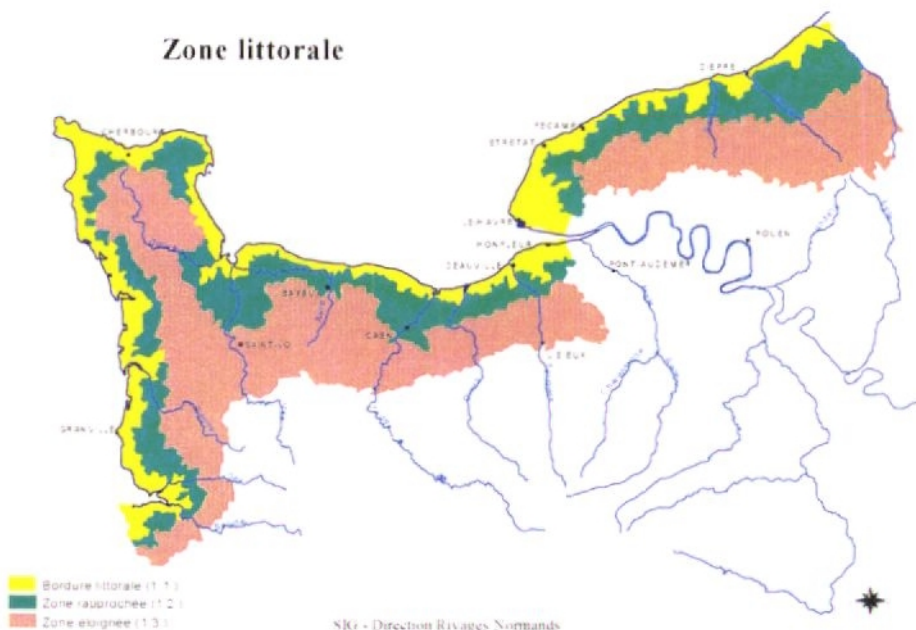 Zone littorale
DIEPPE
CHERBOURG
FECAMP
ETRETAT
LE HAVRE
HONFLEUR
ROUEN
DEAUVILLE
PONT-AUDEMER
BAYEUX
CAEN
SAINT-LO
LISIEUX
GRANVILLE
Bordure littorale (1.1.)
Zone rapprochée (1.2.)
Zone éloignée (1.3.)
SIG - Direction Rivages Normands